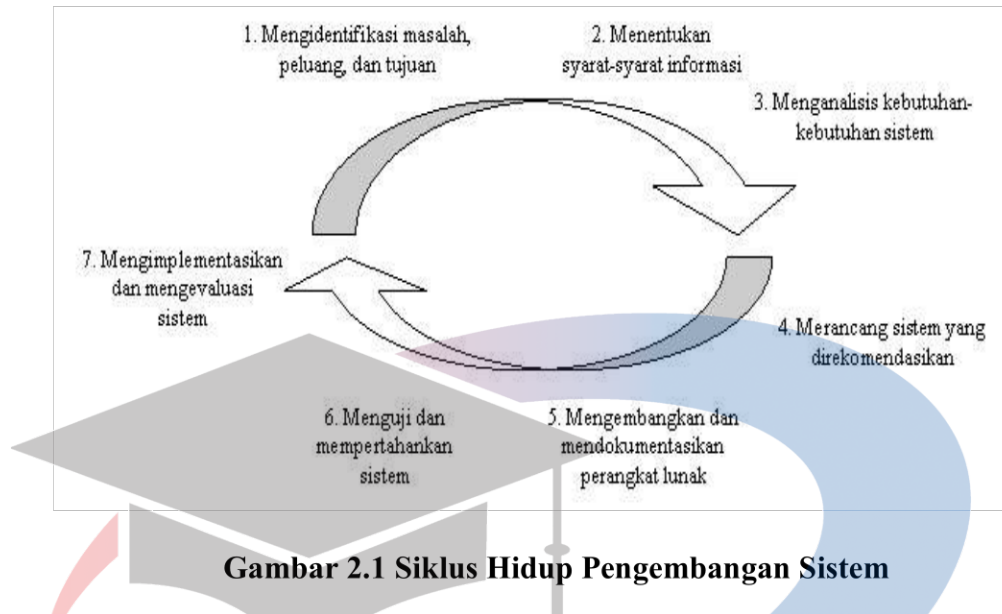 1. Mengidentifikasi masalah,
peluang, dan tujuan
2. Menentukan
syarat-syarat informasi
3. Menganalisis kebutuhan-
kebutuhan sistem
4. Merancang sistem yang
direkomendasikan
5. Mengembangkan dan
mendokumentasikan
perangkat lunak
6. Menguji dan
mempertahankan
sistem
7. Mengimplementasikan
dan mengevaluasi
sistem
Gambar 2.1 Siklus Hidup Pengembangan Sistem